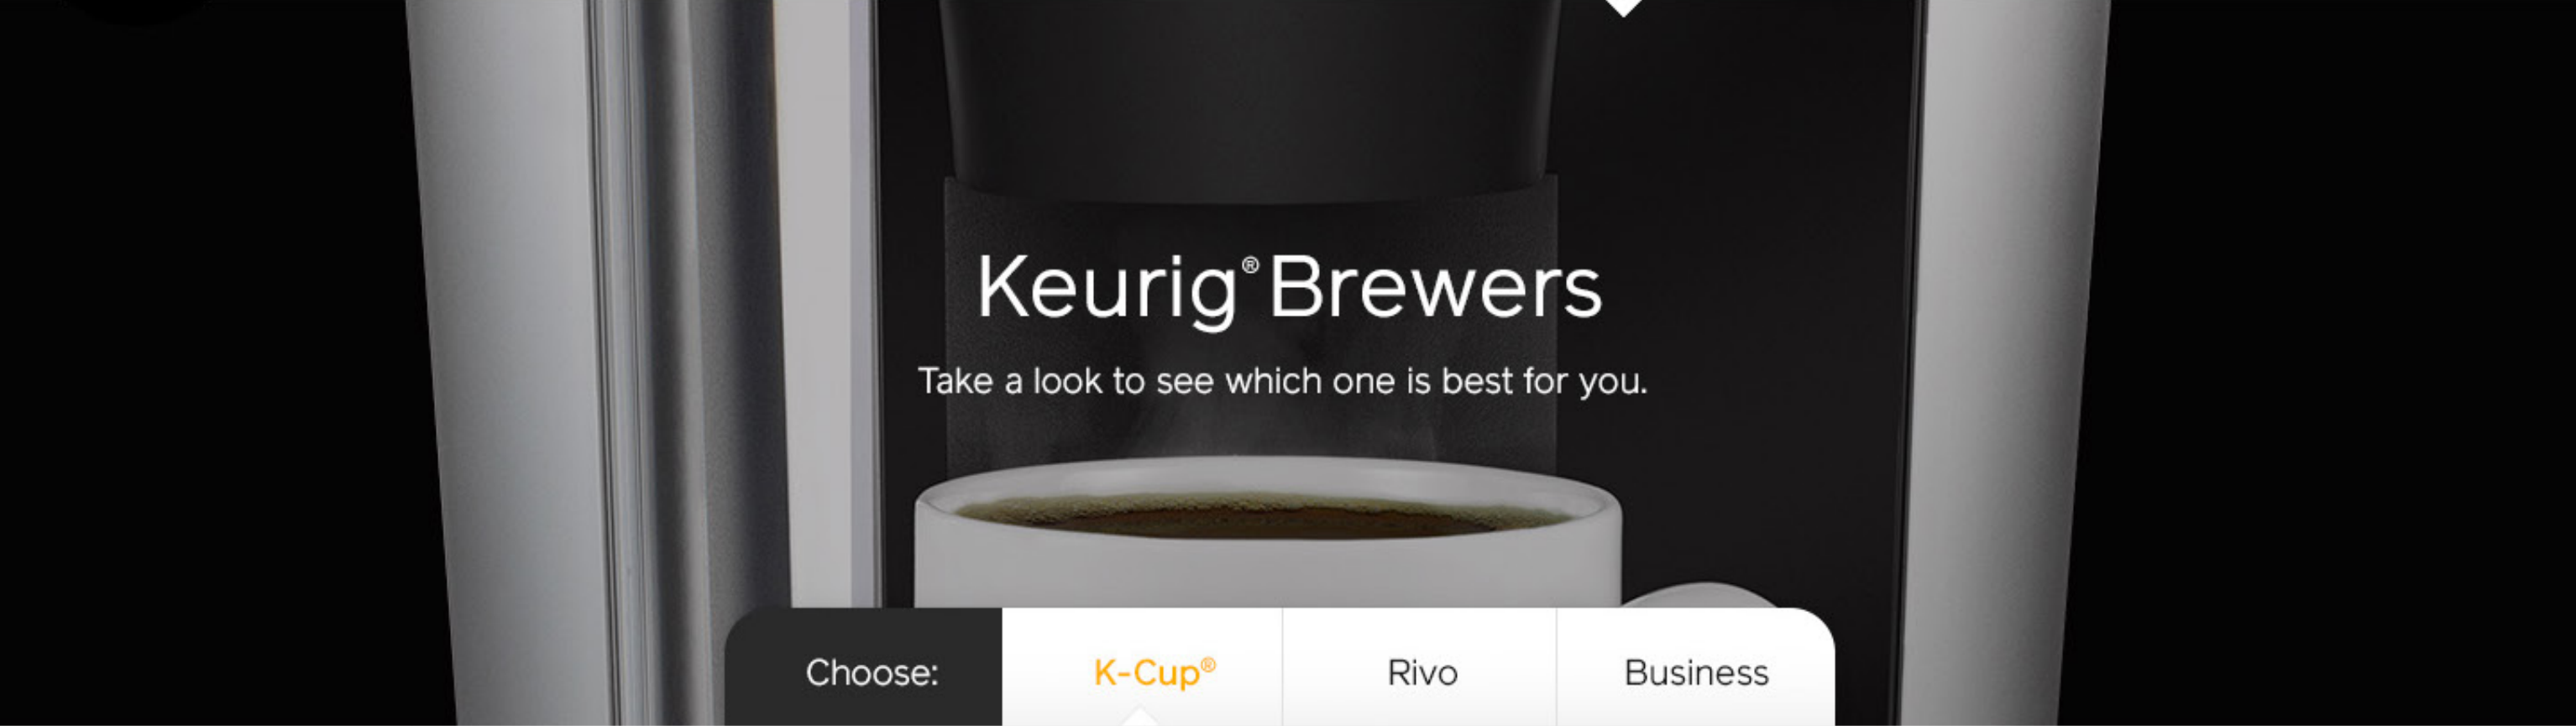 Keurig® Brewers
Take a look to see which one is best for you.
Choose: K-Cup® Rivo Business